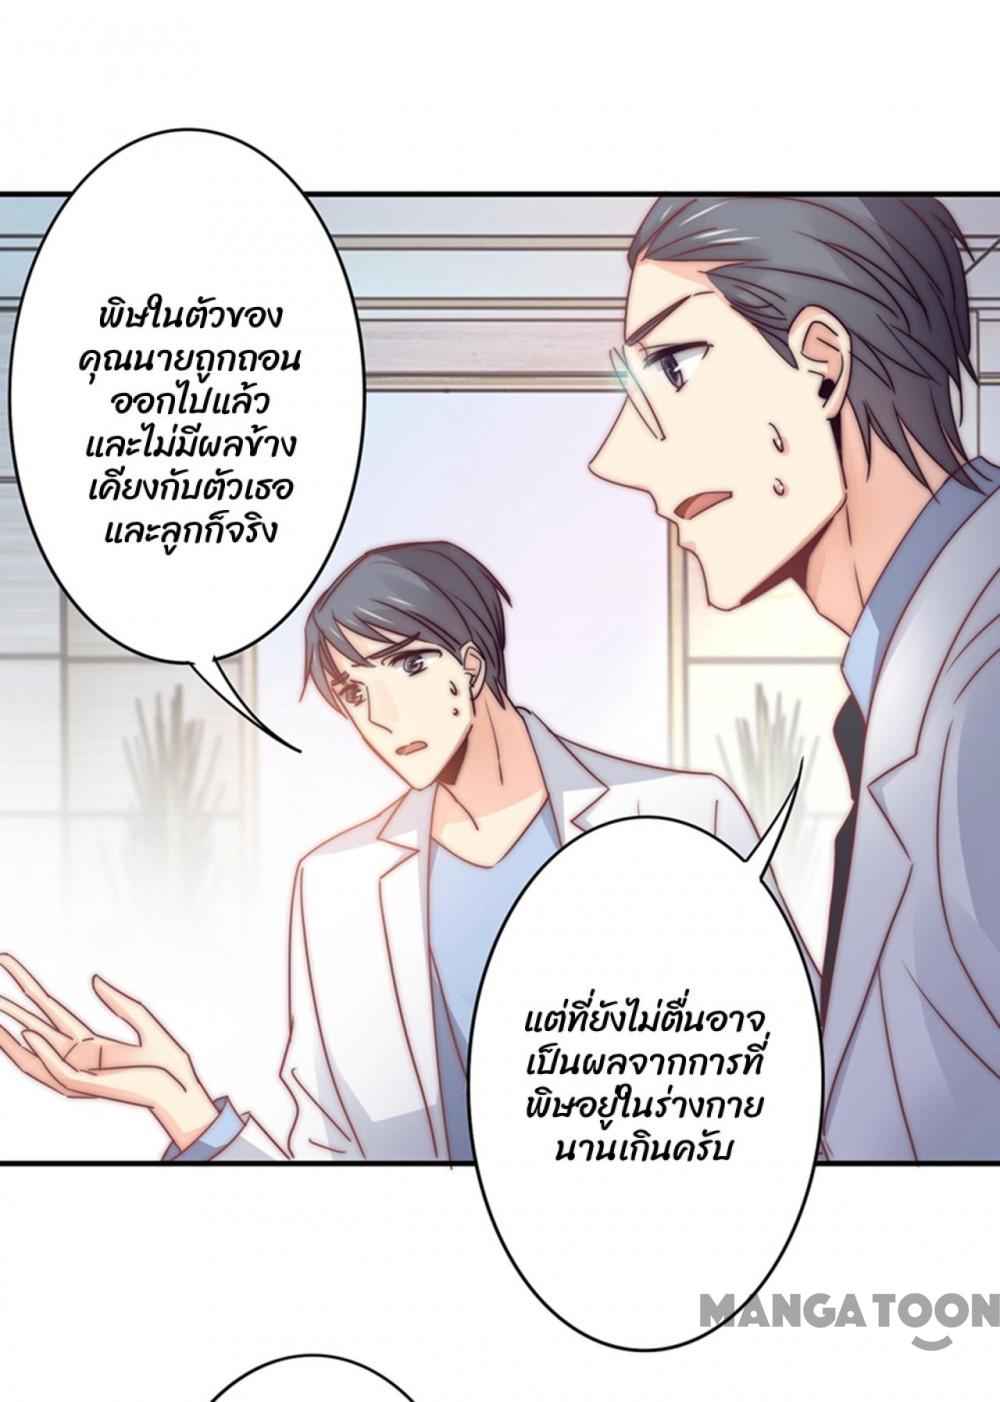 พิษในตัวของ
คุณนายถูกถอน
ออกไปแล้ว
และไม่มีผลข้าง
เคียงกับตัวเธอ
และลูกก็จริง
แต่ที่ยังไม่ตื่นอาจ
เป็นผลจากการที่
พิษอยู่ในร่างกาย
นานเกินครับ
MANGATOON